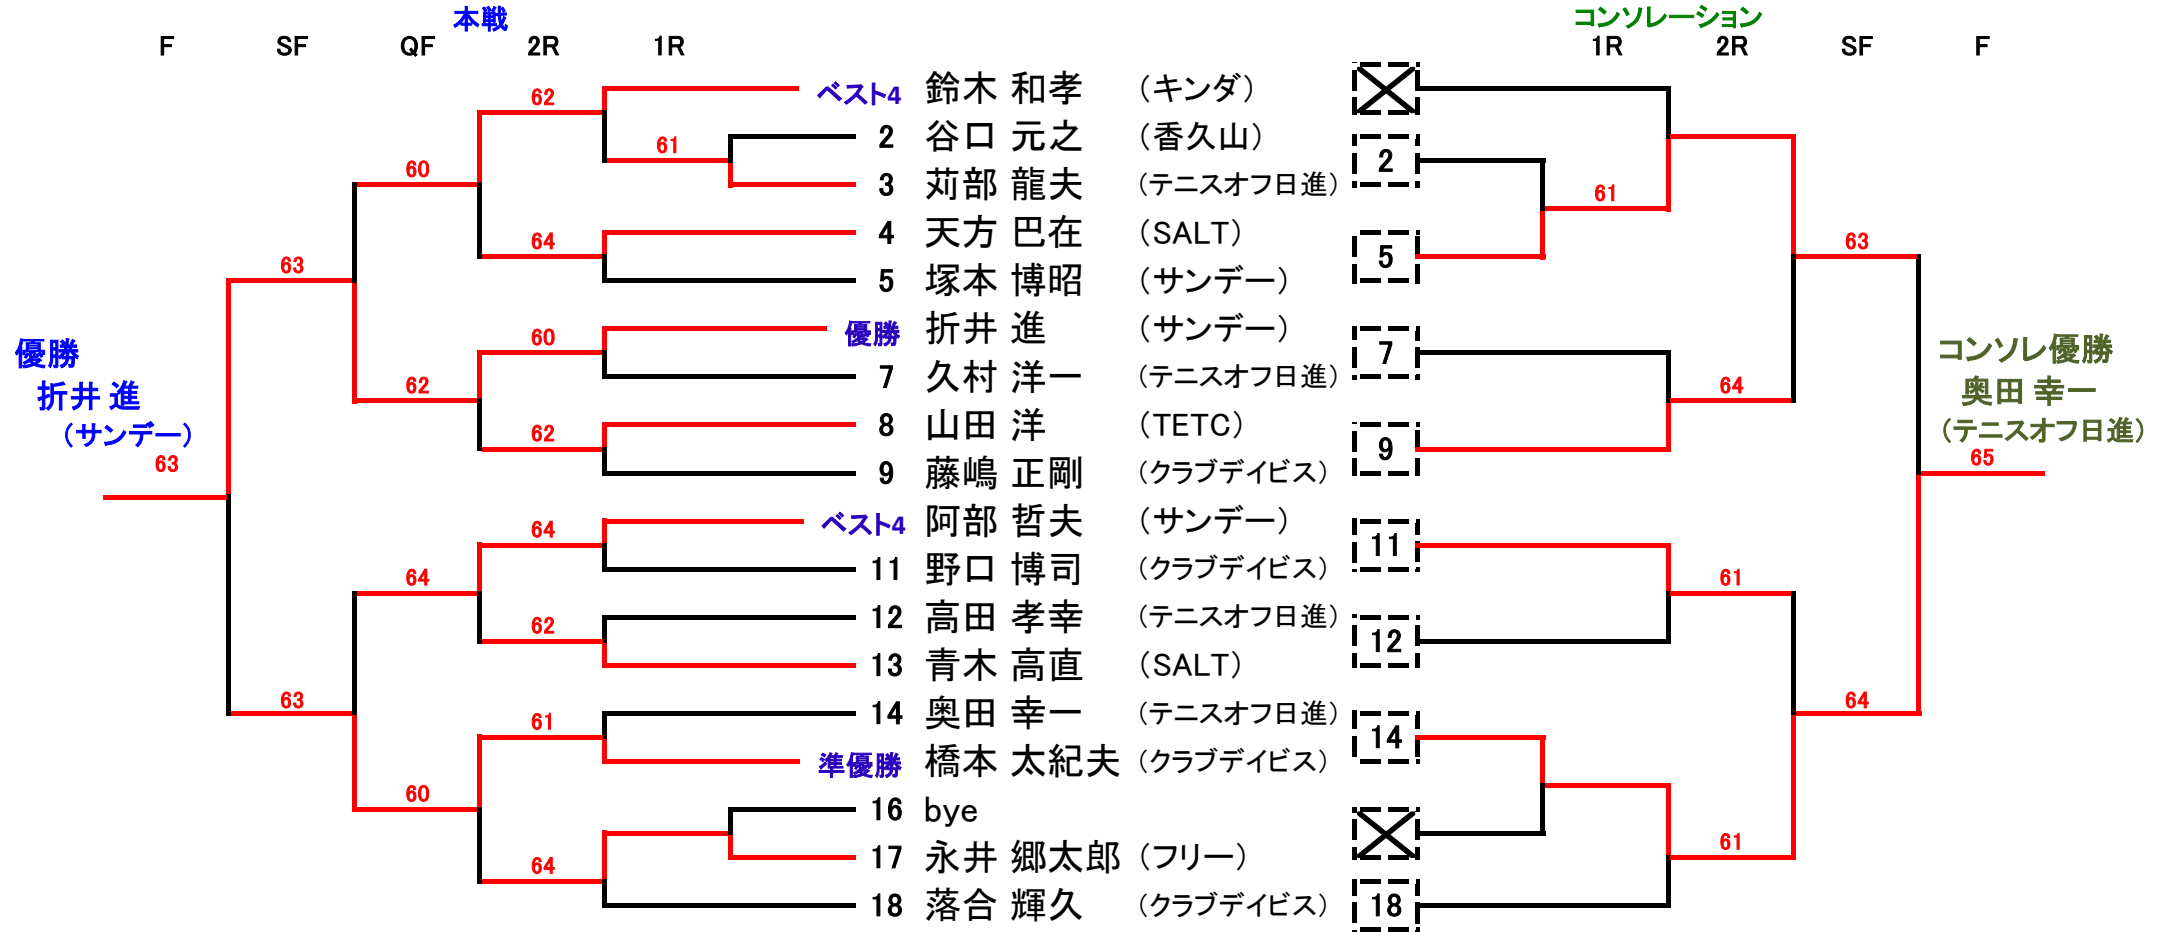 本戦 コンソレーション
F SF QF 2R 1R 1R 2R SF F
ベスト4 鈴木 和孝 (キンダ)
62
2 谷口 元之 (香久山) 2
61
60
3 苅部 龍夫 (テニスオフ日進)
61
4 天方 巴在 (SALT)
64 63
5 5
塚本 博昭 (サンデー)
63
優勝 折井 進 (サンデー)
60
優勝 7 コンソレ優勝
7 久村 洋一 (テニスオフ日進)
62 64
折井 進 奥田 幸一
8 山田 洋 (TETC)
(サンデー) 62 (テニスオフ日進)
9
63 65
9 藤嶋 正剛 (クラブデイビス)
ベスト4 阿部 哲夫 (サンデー)
64
11
11 野口 博司 (クラブデイビス)
64 61
12 高田 孝幸 (テニスオフ日進)
62 12
13 青木 高直 (SALT)
63 64
14 奥田 幸一 (テニスオフ日進)
61 14
準優勝 橋本 太紀夫 (クラブデイビス)
60
16 bye
61
17 永井 郷太郎 (フリー)
64
18 落合 輝久 (クラブデイビス) 18